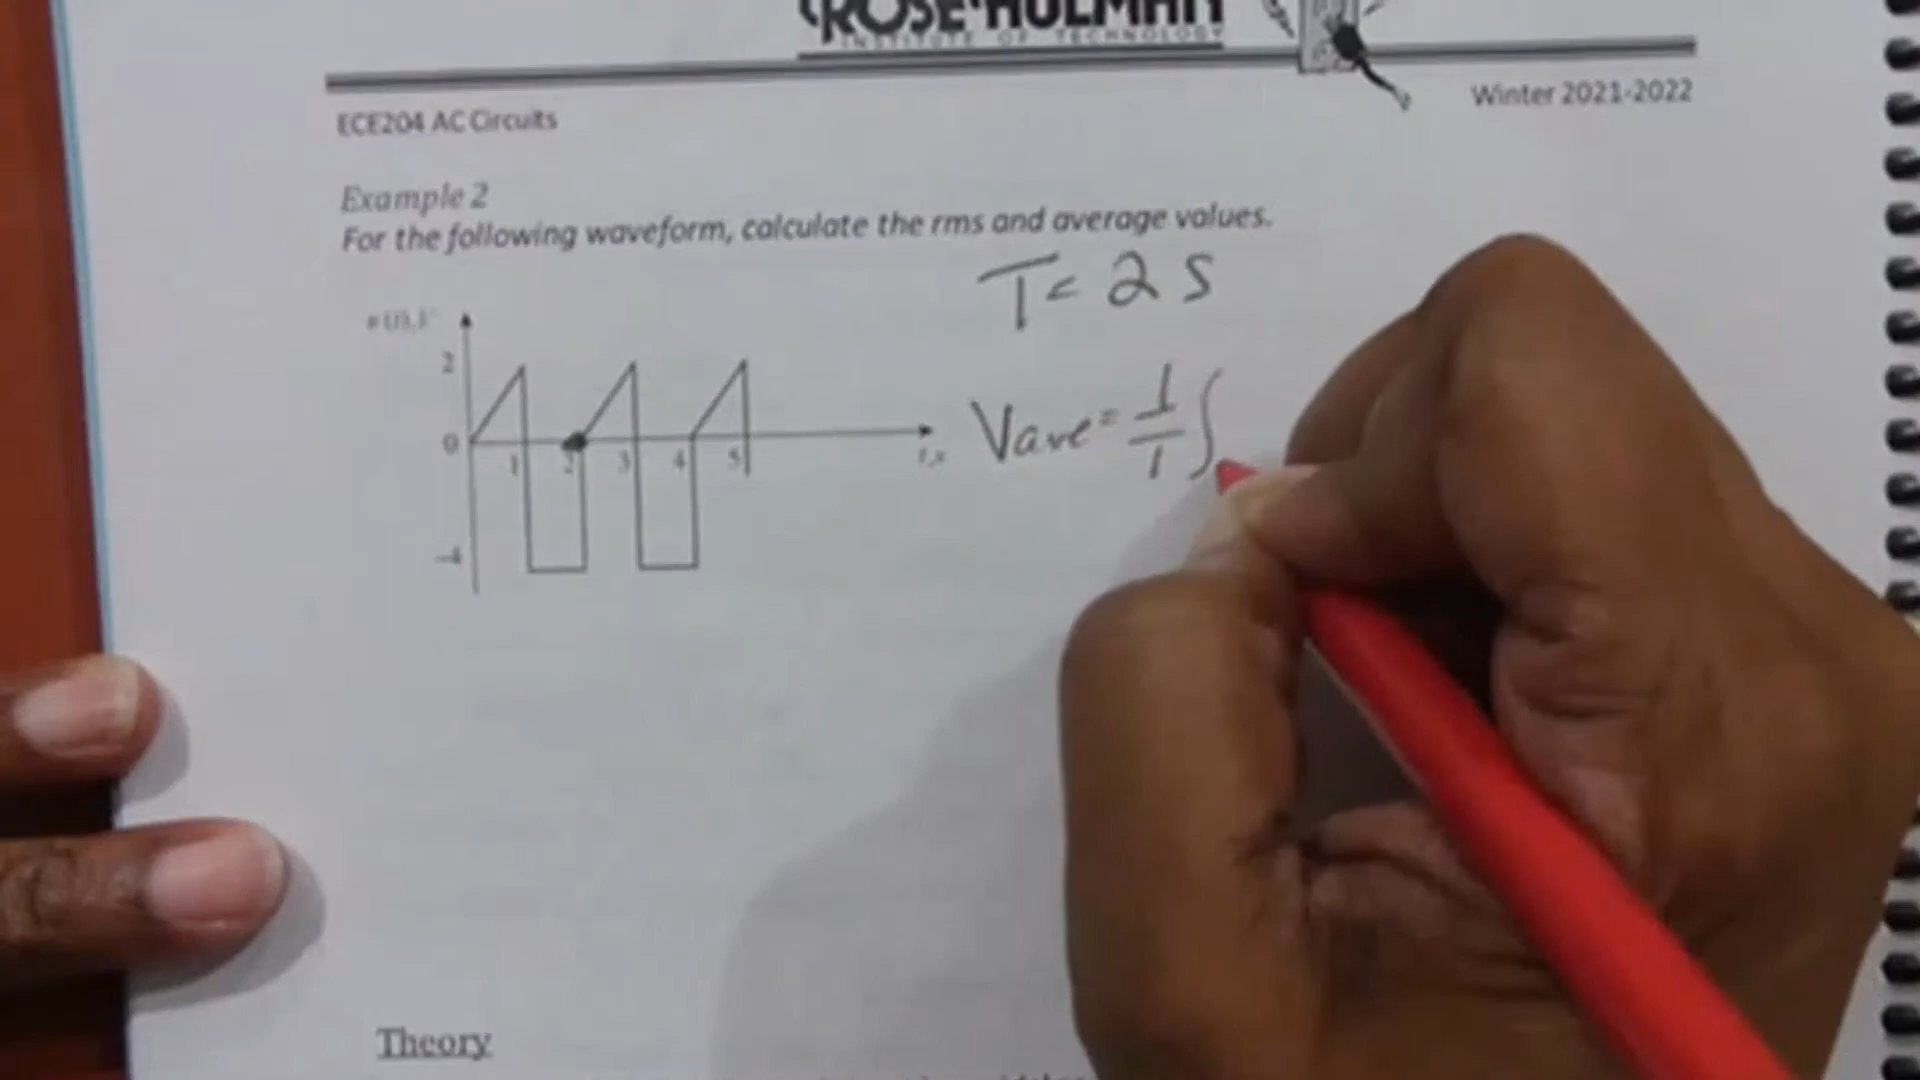 ROSE-HULMAN
INSTITUTE OF TECHNOLOGY
ECE204 AC Circuits
Winter 2021-2022
Example 2
For the following waveform, calculate the rms and average values.
T= 2 S
2
0
1 2 3 4 5
t,s
-4
Vave = 1/T ∫
Theory